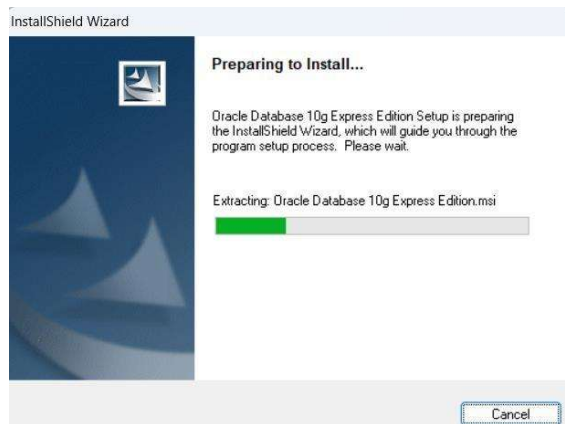 InstallShield Wizard
Preparing to Install...
Oracle Database 10g Express Edition Setup is preparing
the InstallShield Wizard, which will guide you through the
program setup process. Please wait.
Extracting: Oracle Database 10g Express Edition.msi
Cancel